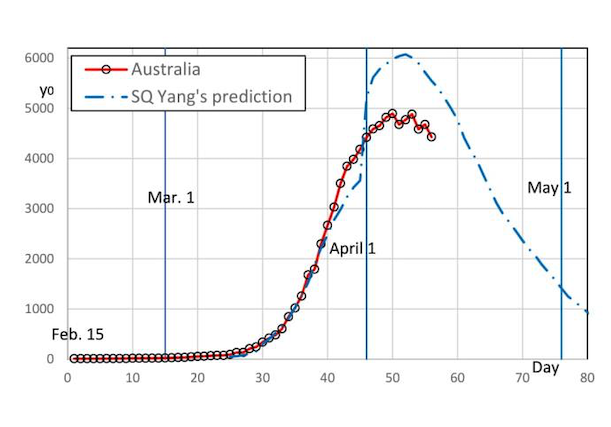 6000
Australia
y0
SQ Yang's prediction
5000
4000
Mar. 1
May 1
3000
April 1
2000
1000
Feb. 15
0
Day
0 10 20 30 40 50 60 70 80